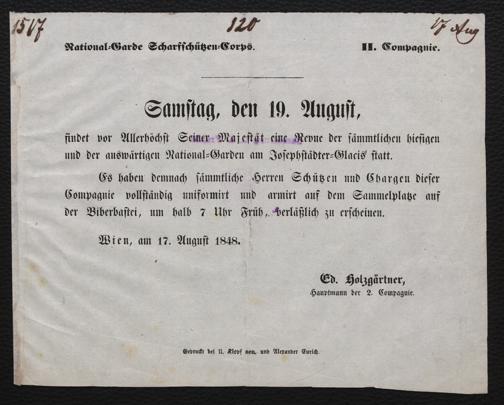 1517 120 17 Aug
National-Garde Scharfschützen-Corps. II. Compagnie.
Samstag, den 19. August,
findet vor Allerhöchst Seiner Majestät eine Revue der sämmtlichen hiesigen
und der auswärtigen National-Garden am Josephstädter-Glacis statt.
Es haben demnach sämmtliche Herren Schützen und Chargen dieser
Compagnie vollständig uniformirt und armirt auf dem Sammelplatze auf
der Biberbastei, um halb 7 Uhr Früh, verläßlich zu erscheinen.
Wien, am 17. August 1848.
Ed. Holzgärtner,
Hauptmann der 2. Compagnie.
Gedruckt bei U. Klopf sen. und Alexander Eurich.